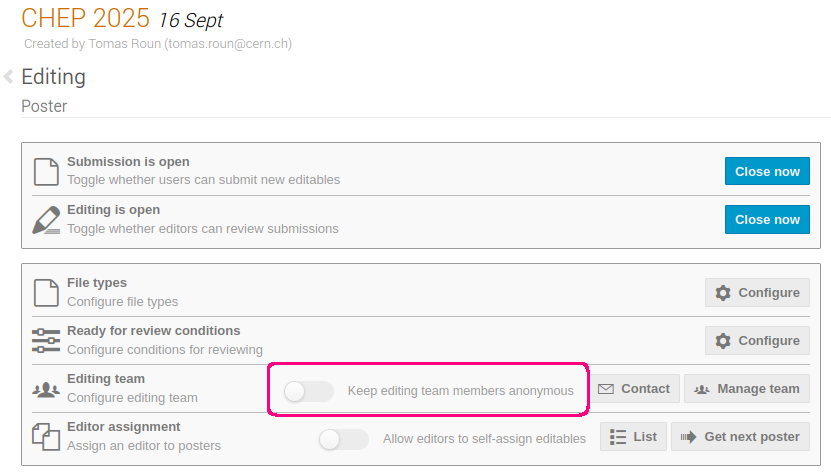 CHEP 2025 16 Sept
Created by Tomas Roun (tomas.roun@cern.ch)
Editing
Poster
Submission is open
Toggle whether users can submit new editables
Close now
Editing is open
Toggle whether editors can review submissions
Close now
File types
Configure file types
Configure
Ready for review conditions
Configure conditions for reviewing
Configure
Editing team
Configure editing team
Keep editing team members anonymous
Contact
Manage team
Editor assignment
Assign an editor to posters
Allow editors to self-assign editables
List
Get next poster